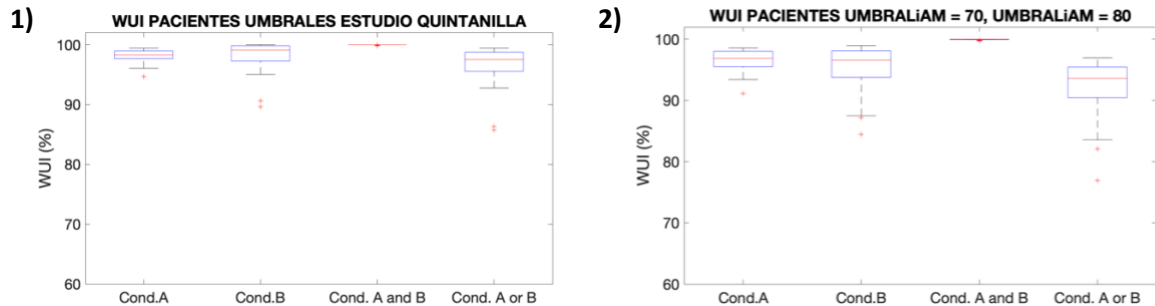 1)
WUI PACIENTES UMBRALES ESTUDIO QUINTANILLA
100
90
80
70
60
WUI (%)
Cond.A
Cond.B
Cond. A and B
Cond. A or B
2)
WUI PACIENTES UMBRALiAM = 70, UMBRALiAM = 80
100
90
80
70
60
WUI (%)
Cond.A
Cond.B
Cond. A and B
Cond. A or B